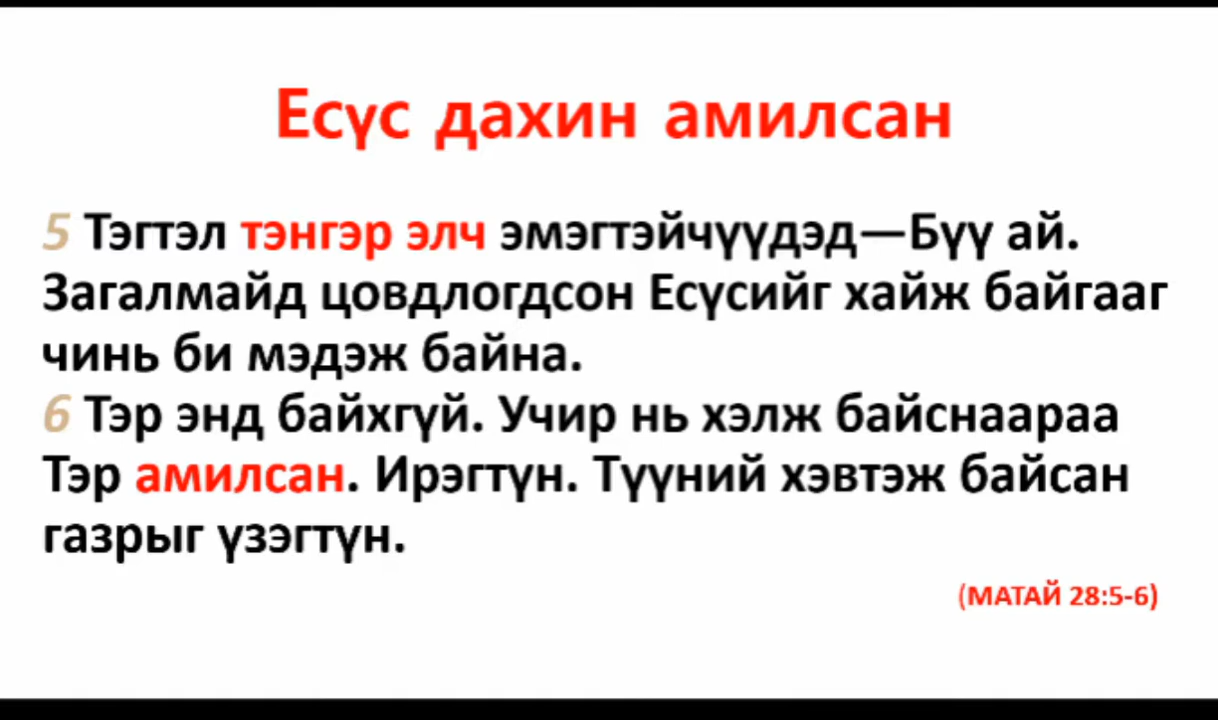 Есүс дахин амилсан
5 Тэгтэл тэнгэр элч эмэгтэйчүүдэд—Бүү ай.
Загалмайд цовдлогдсон Есүсийг хайж байгааг
чинь би мэдэж байна.
6 Тэр энд байхгүй. Учир нь хэлж байснаараа
Тэр амилсан. Ирэгтүн. Түүний хэвтэж байсан
газрыг үзэгтүн.
(МАТАЙ 28:5-6)